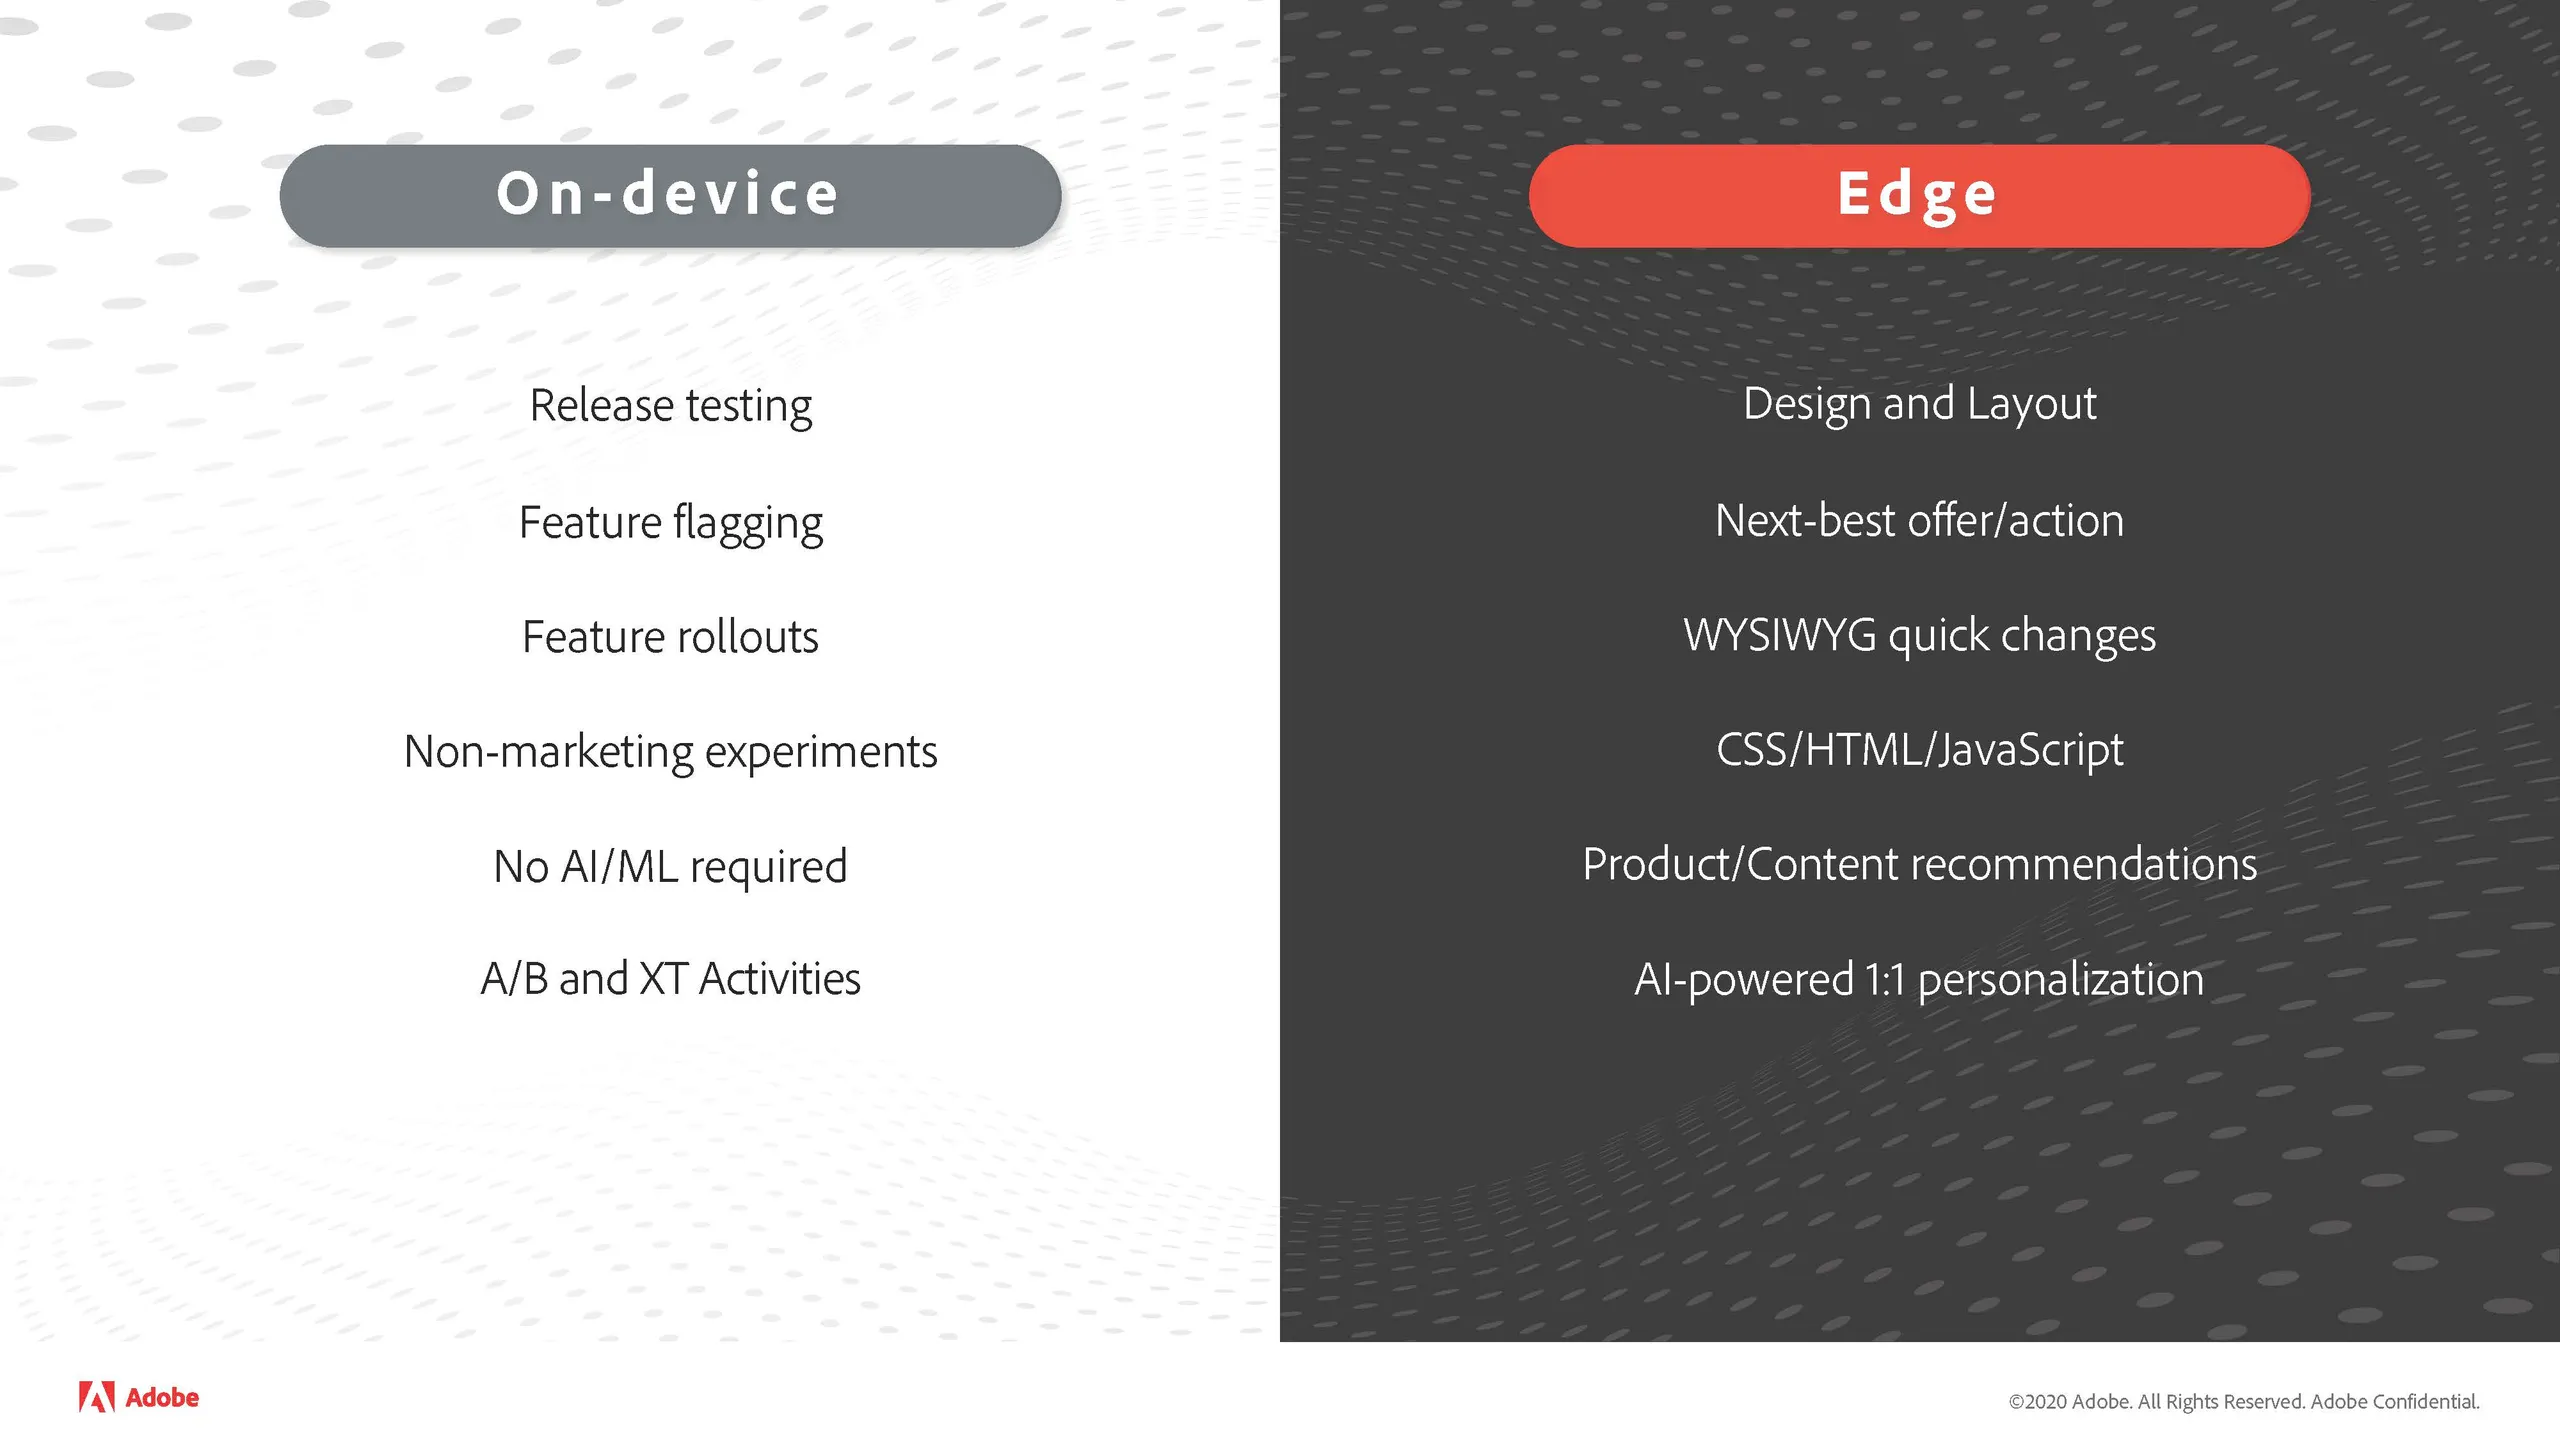 On-device
Release testing
Feature flagging
Feature rollouts
Non-marketing experiments
No AI/ML required
A/B and XT Activities
Edge
Design and Layout
Next-best offer/action
WYSIWYG quick changes
CSS/HTML/JavaScript
Product/Content recommendations
AI-powered 1:1 personalization
Adobe
©2020 Adobe. All Rights Reserved. Adobe Confidential.